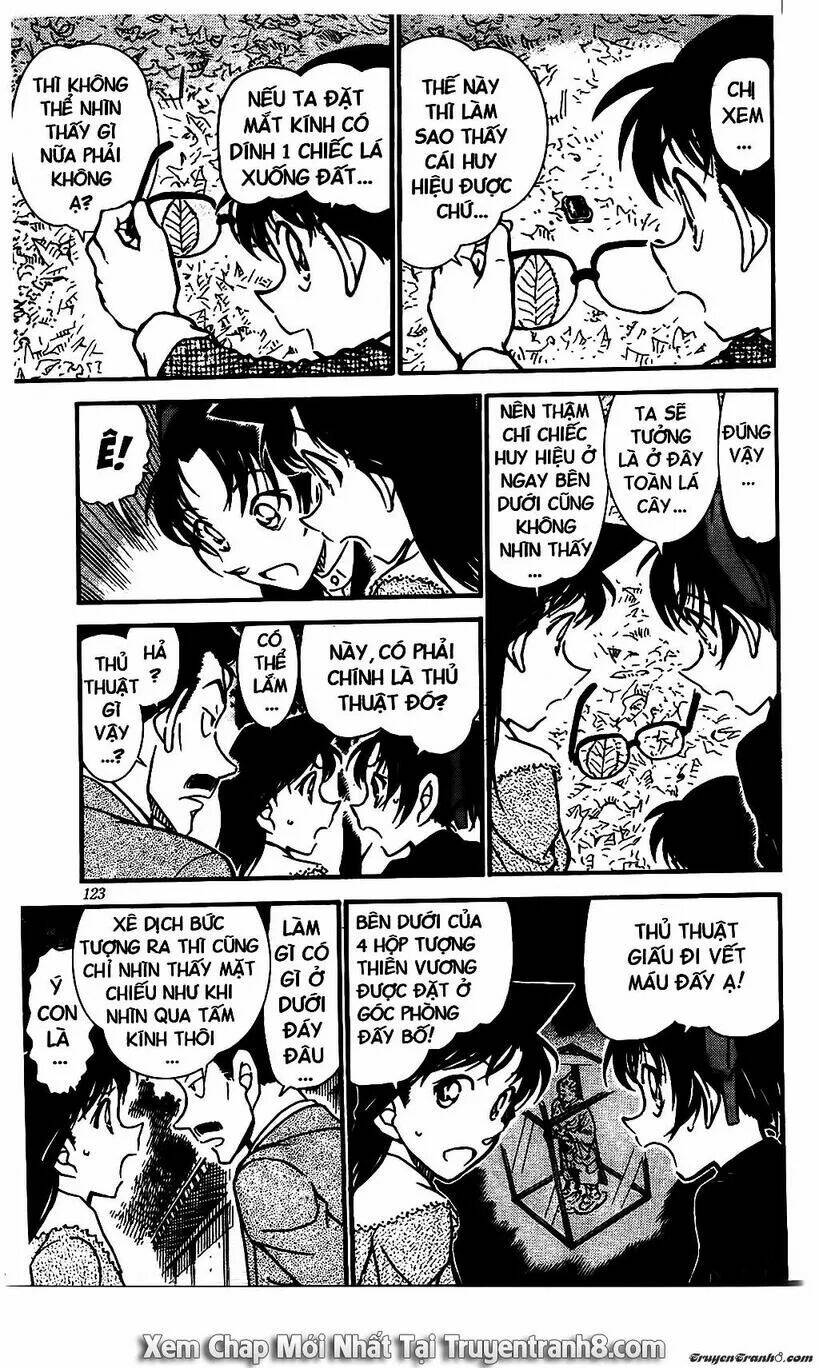 CHỊ
XEM
...
THẾ NÀY
THÌ LÀM
SAO THẤY
CÁI HUY
HIỆU ĐƯỢC
CHỨ...
NẾU TA ĐẶT
MẮT KÍNH CÓ
DÍNH 1 CHIẾC LÁ
XUỐNG ĐẤT...
THÌ KHÔNG
THỂ NHÌN
THẤY GÌ
NỮA PHẢI
KHÔNG
Ạ?
ĐÚNG
VẬY
...
TA SẼ
TƯỞNG
LÀ Ở ĐÂY
TOÀN LÁ
CÂY...
NÊN THẬM
CHÍ CHIẾC
HUY HIỆU Ở
NGAY BÊN
DƯỚI CŨNG
KHÔNG
NHÌN THẤY
...
Ê!
NÀY, CÓ PHẢI
CHÍNH LÀ THỦ
THUẬT ĐÓ?
CÓ
THỂ
LẮM
...
HẢ
?
THỦ
THUẬT
GÌ
VẬY
...?
123
THỦ THUẬT
GIẤU ĐI VẾT
MÁU ĐẤY Ạ!
BÊN DƯỚI CỦA
4 HỘP TƯỢNG
THIÊN VƯƠNG
ĐƯỢC ĐẶT Ở
GÓC PHÒNG
ĐẤY BỐ!
LÀM
GÌ CÓ
GÌ Ở
DƯỚI
ĐÁY
ĐÂU
...
XÊ DỊCH BỨC
TƯỢNG RA THÌ CŨNG
CHỈ NHÌN THẤY MẶT
CHIẾU NHƯ KHI
NHÌN QUA TẤM
KÍNH THÔI
...
Ý
CON
LÀ
...
Xem Chap Mới Nhất Tại Truyentranh8.com
TruyenTranh8.com